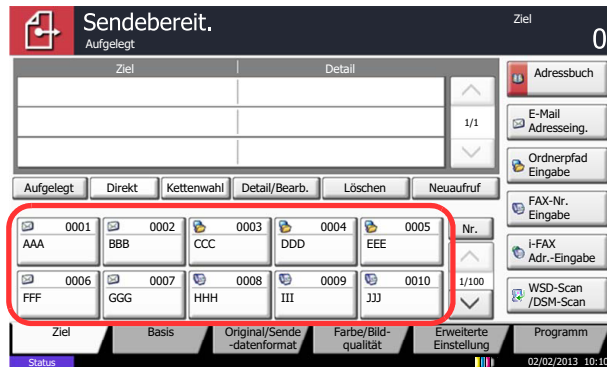 Sendebereit.
Aufgelegt
Ziel
0
Ziel Detail
1/1
Adressbuch
E-Mail
Adresseing.
Ordnerpfad
Eingabe
FAX-Nr.
Eingabe
i-FAX
Adr.-Eingabe
WSD-Scan
/DSM-Scan
Aufgelegt Direkt Kettenwahl Detail/Bearb. Löschen Neuaufruf
0001 0002 0003 0004 0005 Nr.
AAA BBB CCC DDD EEE
0006 0007 0008 0009 0010 1/100
FFF GGG HHH III JJJ
Ziel Basis Original/Sende
-datenformat Farbe/Bild-
qualität Erweiterte
Einstellung Programm
Status 02/02/2013 10:10